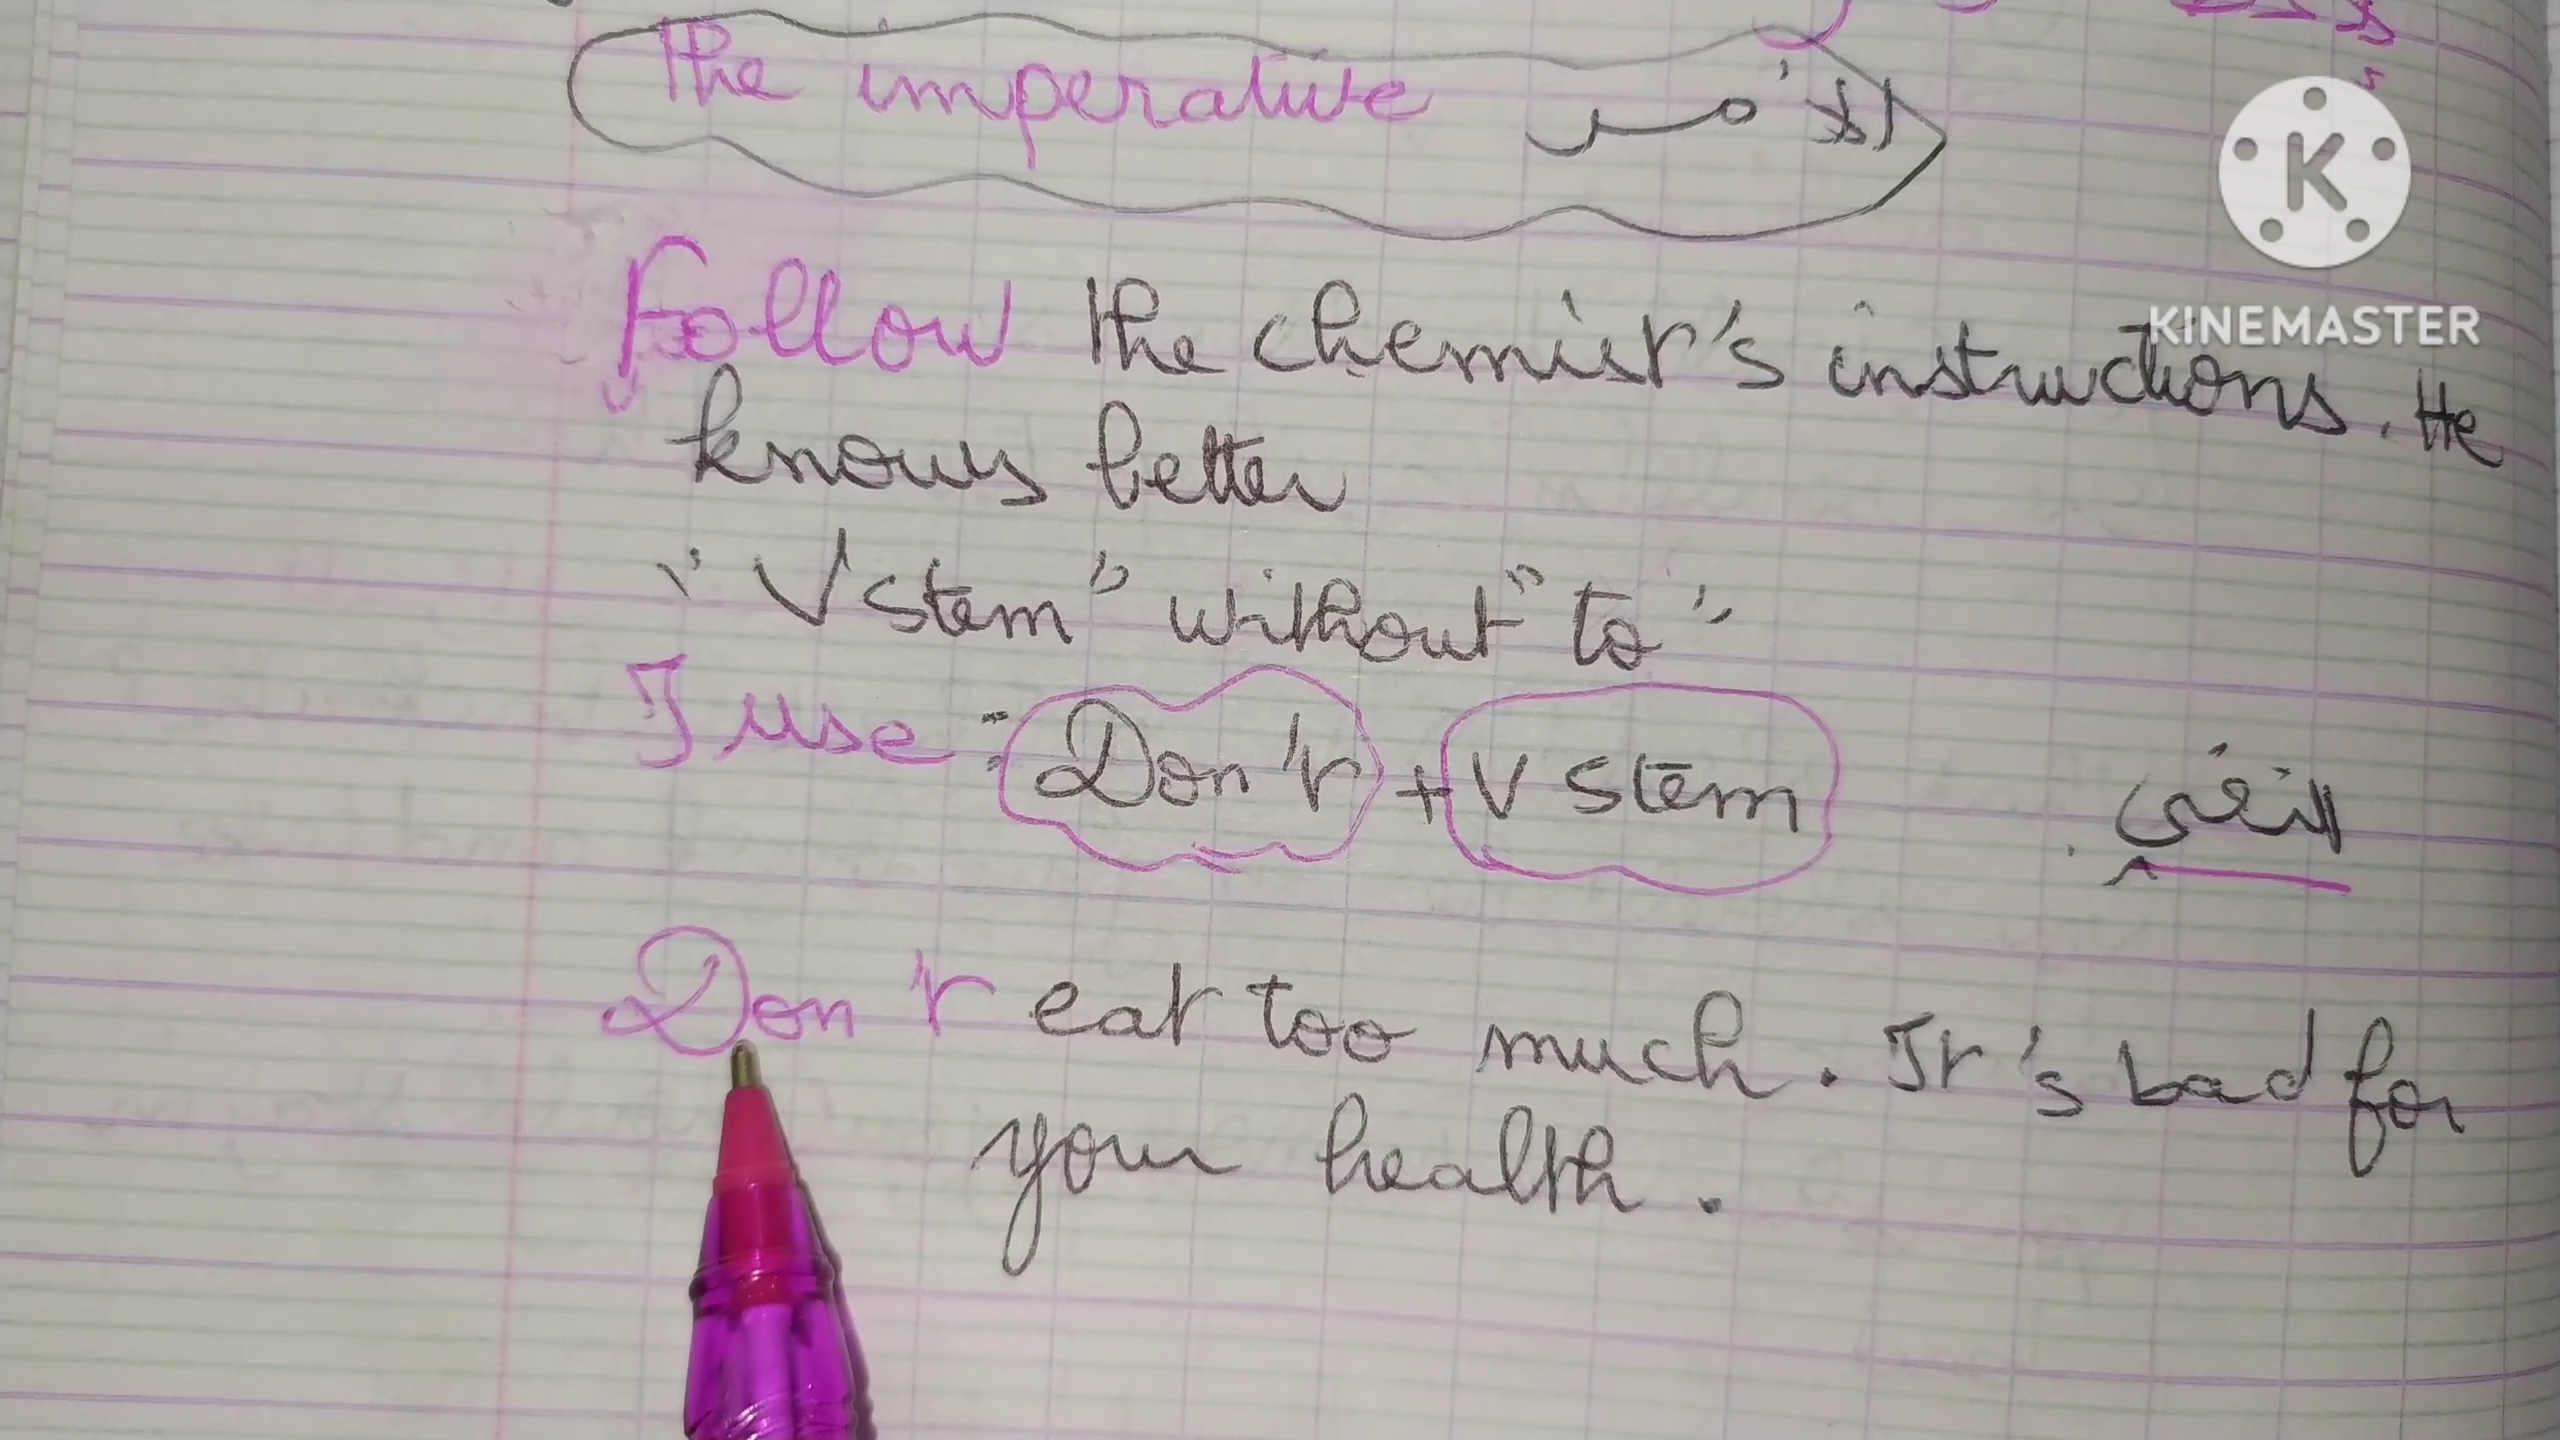 the imperative الأمر
Follow the chemist's instructions. He
knows better
"V stem" without "to"
I use : Don't + V stem النفي
Don't eat too much. It's bad for
your health.
KINEMASTER